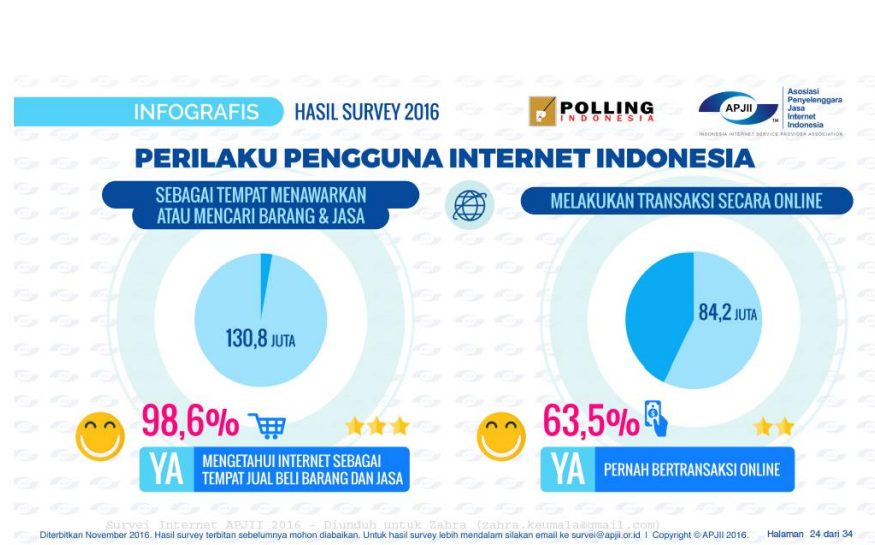 INFOGRAFIS HASIL SURVEY 2016
POLLING
INDONESIA
APJII
TM
Asosiasi
Penyelenggara
Jasa
Internet
Indonesia
INDONESIA INTERNET SERVICE PROVIDER ASSOCIATION
PERILAKU PENGGUNA INTERNET INDONESIA
SEBAGAI TEMPAT MENAWARKAN
ATAU MENCARI BARANG & JASA
130,8 JUTA
98,6%
YA
MENGETAHUI INTERNET SEBAGAI
TEMPAT JUAL BELI BARANG DAN JASA
MELAKUKAN TRANSAKSI SECARA ONLINE
84,2 JUTA
63,5%
YA
PERNAH BERTRANSAKSI ONLINE
Survei Internet APJII 2016 - Diunduh untuk Zahra (zahra.keumala@gmail.com)
Diterbitkan November 2016. Hasil survey terbitan sebelumnya mohon diabaikan. Untuk hasil survey lebih mendalam silakan email ke survei@apjii.or.id | Copyright © APJII 2016. Halaman 24 dari 34